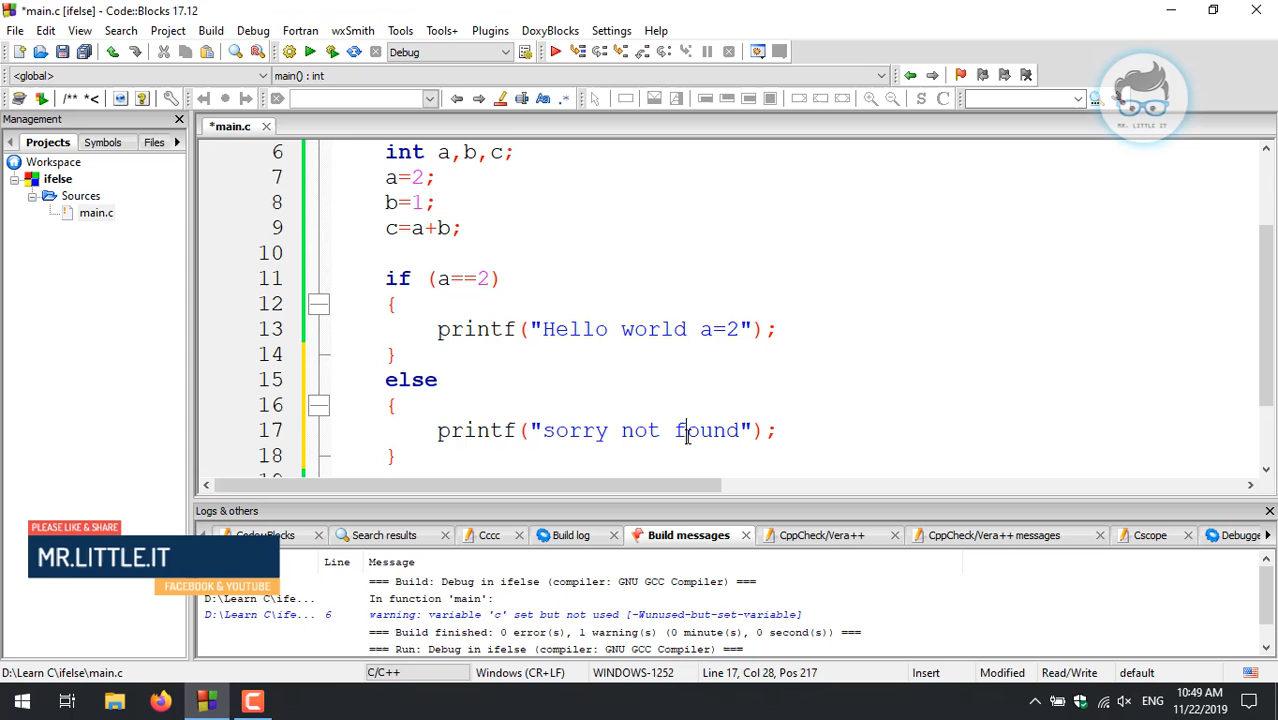 *main.c [ifelse] - Code::Blocks 17.12
File Edit View Search Project Build Debug Fortran wxSmith Tools Tools+ Plugins DoxyBlocks Settings Help
Debug
<global> main() : int
/** *< S C
MR. LITTLE IT
Management
*main.c
Projects Symbols Files
Workspace
ifelse
Sources
main.c
6 int a,b,c;
7 a=2;
8 b=1;
9 c=a+b;
10
11 if (a==2)
12 {
13 printf("Hello world a=2");
14 }
15 else
16 {
17 printf("sorry not found");
18 }
Logs & others
Search results Cccc Build log Build messages CppCheck/Vera++ CppCheck/Vera++ messages Cscope Debugge
Line Message
=== Build: Debug in ifelse (compiler: GNU GCC Compiler) ===
D:\Learn C\ife... In function 'main':
D:\Learn C\ife... 6 warning: variable 'c' set but not used [-Wunused-but-set-variable]
=== Build finished: 0 error(s), 1 warning(s) (0 minute(s), 0 second(s)) ===
=== Run: Debug in ifelse (compiler: GNU GCC Compiler) ===
PLEASE LIKE & SHARE
MR.LITTLE.IT
FACEBOOK & YOUTUBE
D:\Learn C\ifelse\main.c C/C++ Windows (CR+LF) WINDOWS-1252 Line 17, Col 28, Pos 217 Insert Modified Read/Write default
ENG 10:49 AM
11/22/2019